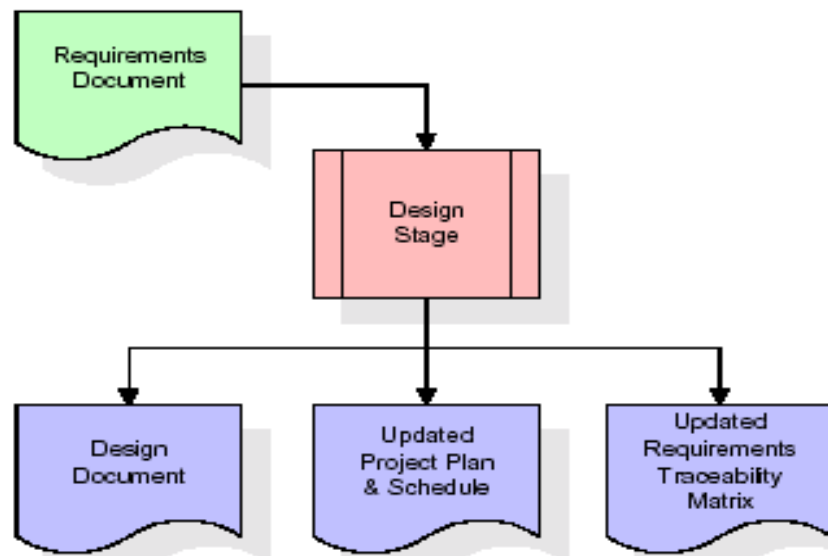 Requirements
Document
Design
Stage
Design
Document
Updated
Project Plan
& Schedule
Updated
Requirements
Traceability
Matrix